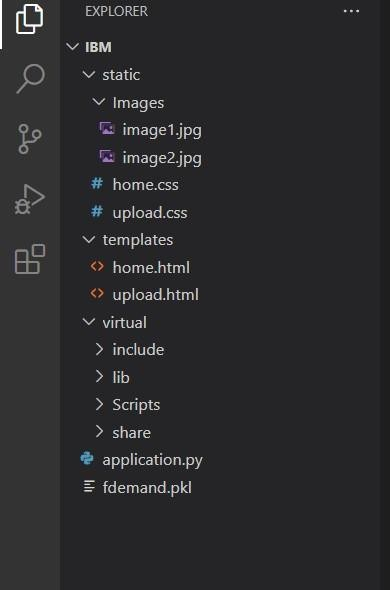 EXPLORER
IBM
static
Images
image1.jpg
image2.jpg
home.css
upload.css
templates
home.html
upload.html
virtual
include
lib
Scripts
share
application.py
fdemand.pkl